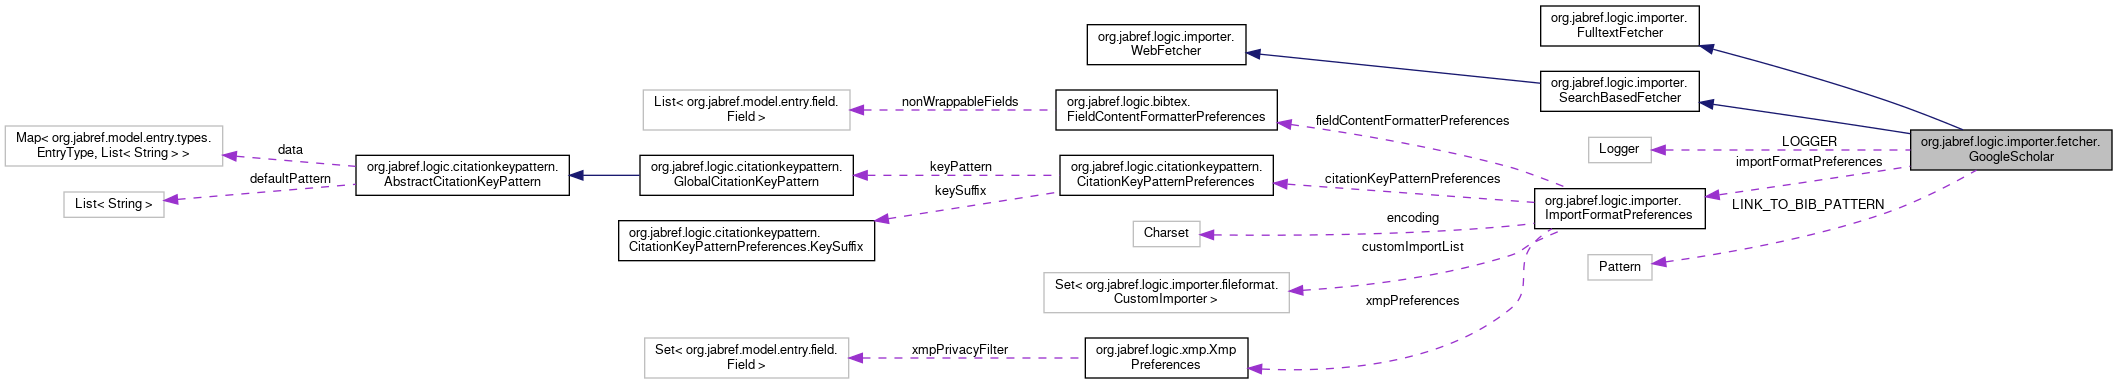 org.jabref.logic.importer.
FulltextFetcher
org.jabref.logic.importer.
WebFetcher
org.jabref.logic.importer.
SearchBasedFetcher
List< org.jabref.model.entry.field.
Field >
nonWrappableFields
org.jabref.logic.bibtex.
FieldContentFormatterPreferences
fieldContentFormatterPreferences
Map< org.jabref.model.entry.types.
EntryType, List< String > >
data
defaultPattern
List< String >
org.jabref.logic.citationkeypattern.
AbstractCitationKeyPattern
org.jabref.logic.citationkeypattern.
GlobalCitationKeyPattern
keyPattern
keySuffix
org.jabref.logic.citationkeypattern.
CitationKeyPatternPreferences
citationKeyPatternPreferences
Logger
LOGGER
importFormatPreferences
LINK_TO_BIB_PATTERN
org.jabref.logic.importer.fetcher.
GoogleScholar
org.jabref.logic.importer.
ImportFormatPreferences
org.jabref.logic.citationkeypattern.
CitationKeyPatternPreferences.KeySuffix
Charset
encoding
customImportList
Pattern
Set< org.jabref.logic.importer.fileformat.
CustomImporter >
xmpPreferences
Set< org.jabref.model.entry.field.
Field >
xmpPrivacyFilter
org.jabref.logic.xmp.Xmp
Preferences